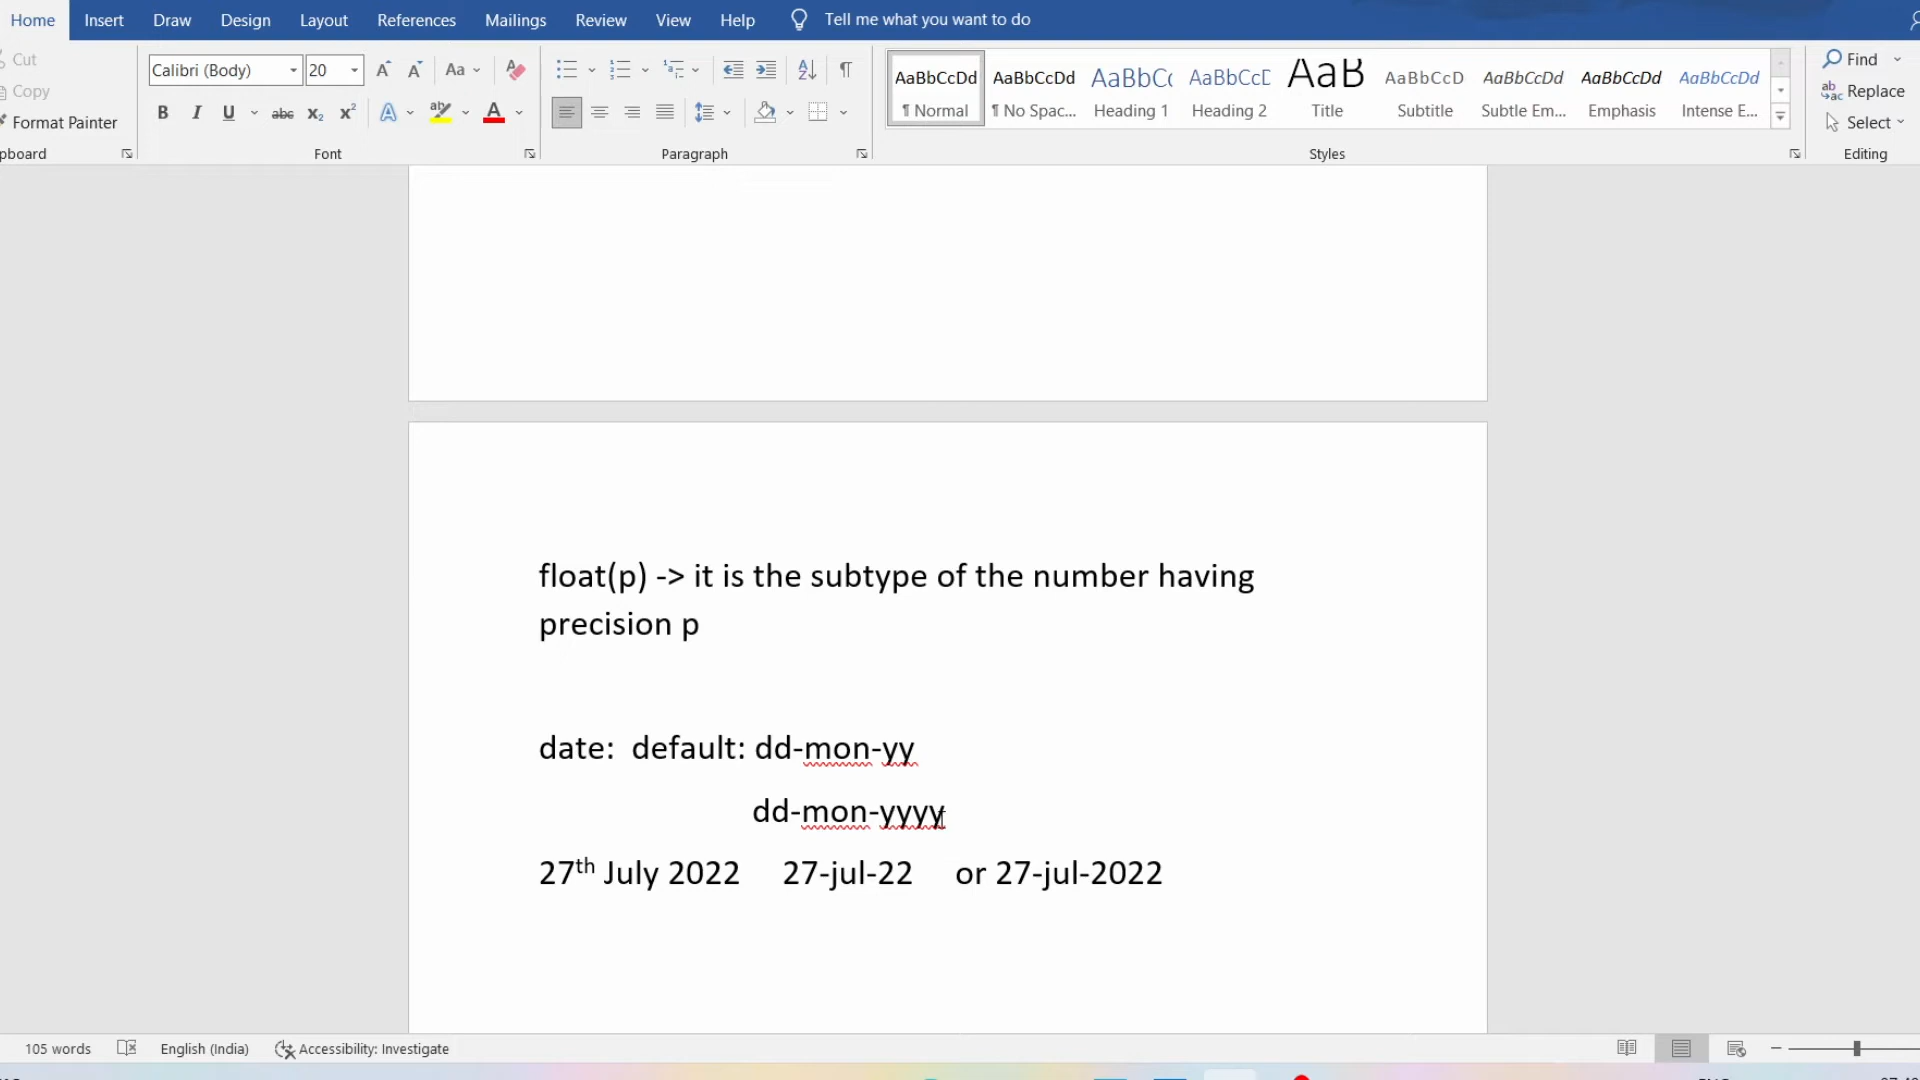 Home Insert Draw Design Layout References Mailings Review View Help Tell me what you want to do
Cut
Copy
Format Painter
pboard
Calibri (Body) 20
Font
Paragraph
AaBbCcDd AaBbCcDd AaBbCc AaBbCcD AaB AaBbCcD AaBbCcDd AaBbCcDd AaBbCcDd
¶ Normal ¶ No Spac... Heading 1 Heading 2 Title Subtitle Subtle Em... Emphasis Intense E...
Styles
Find
Replace
Select
Editing
float(p) -> it is the subtype of the number having
precision p
date: default: dd-mon-yy
dd-mon-yyyy
27th July 2022 27-jul-22 or 27-jul-2022
105 words English (India) Accessibility: Investigate